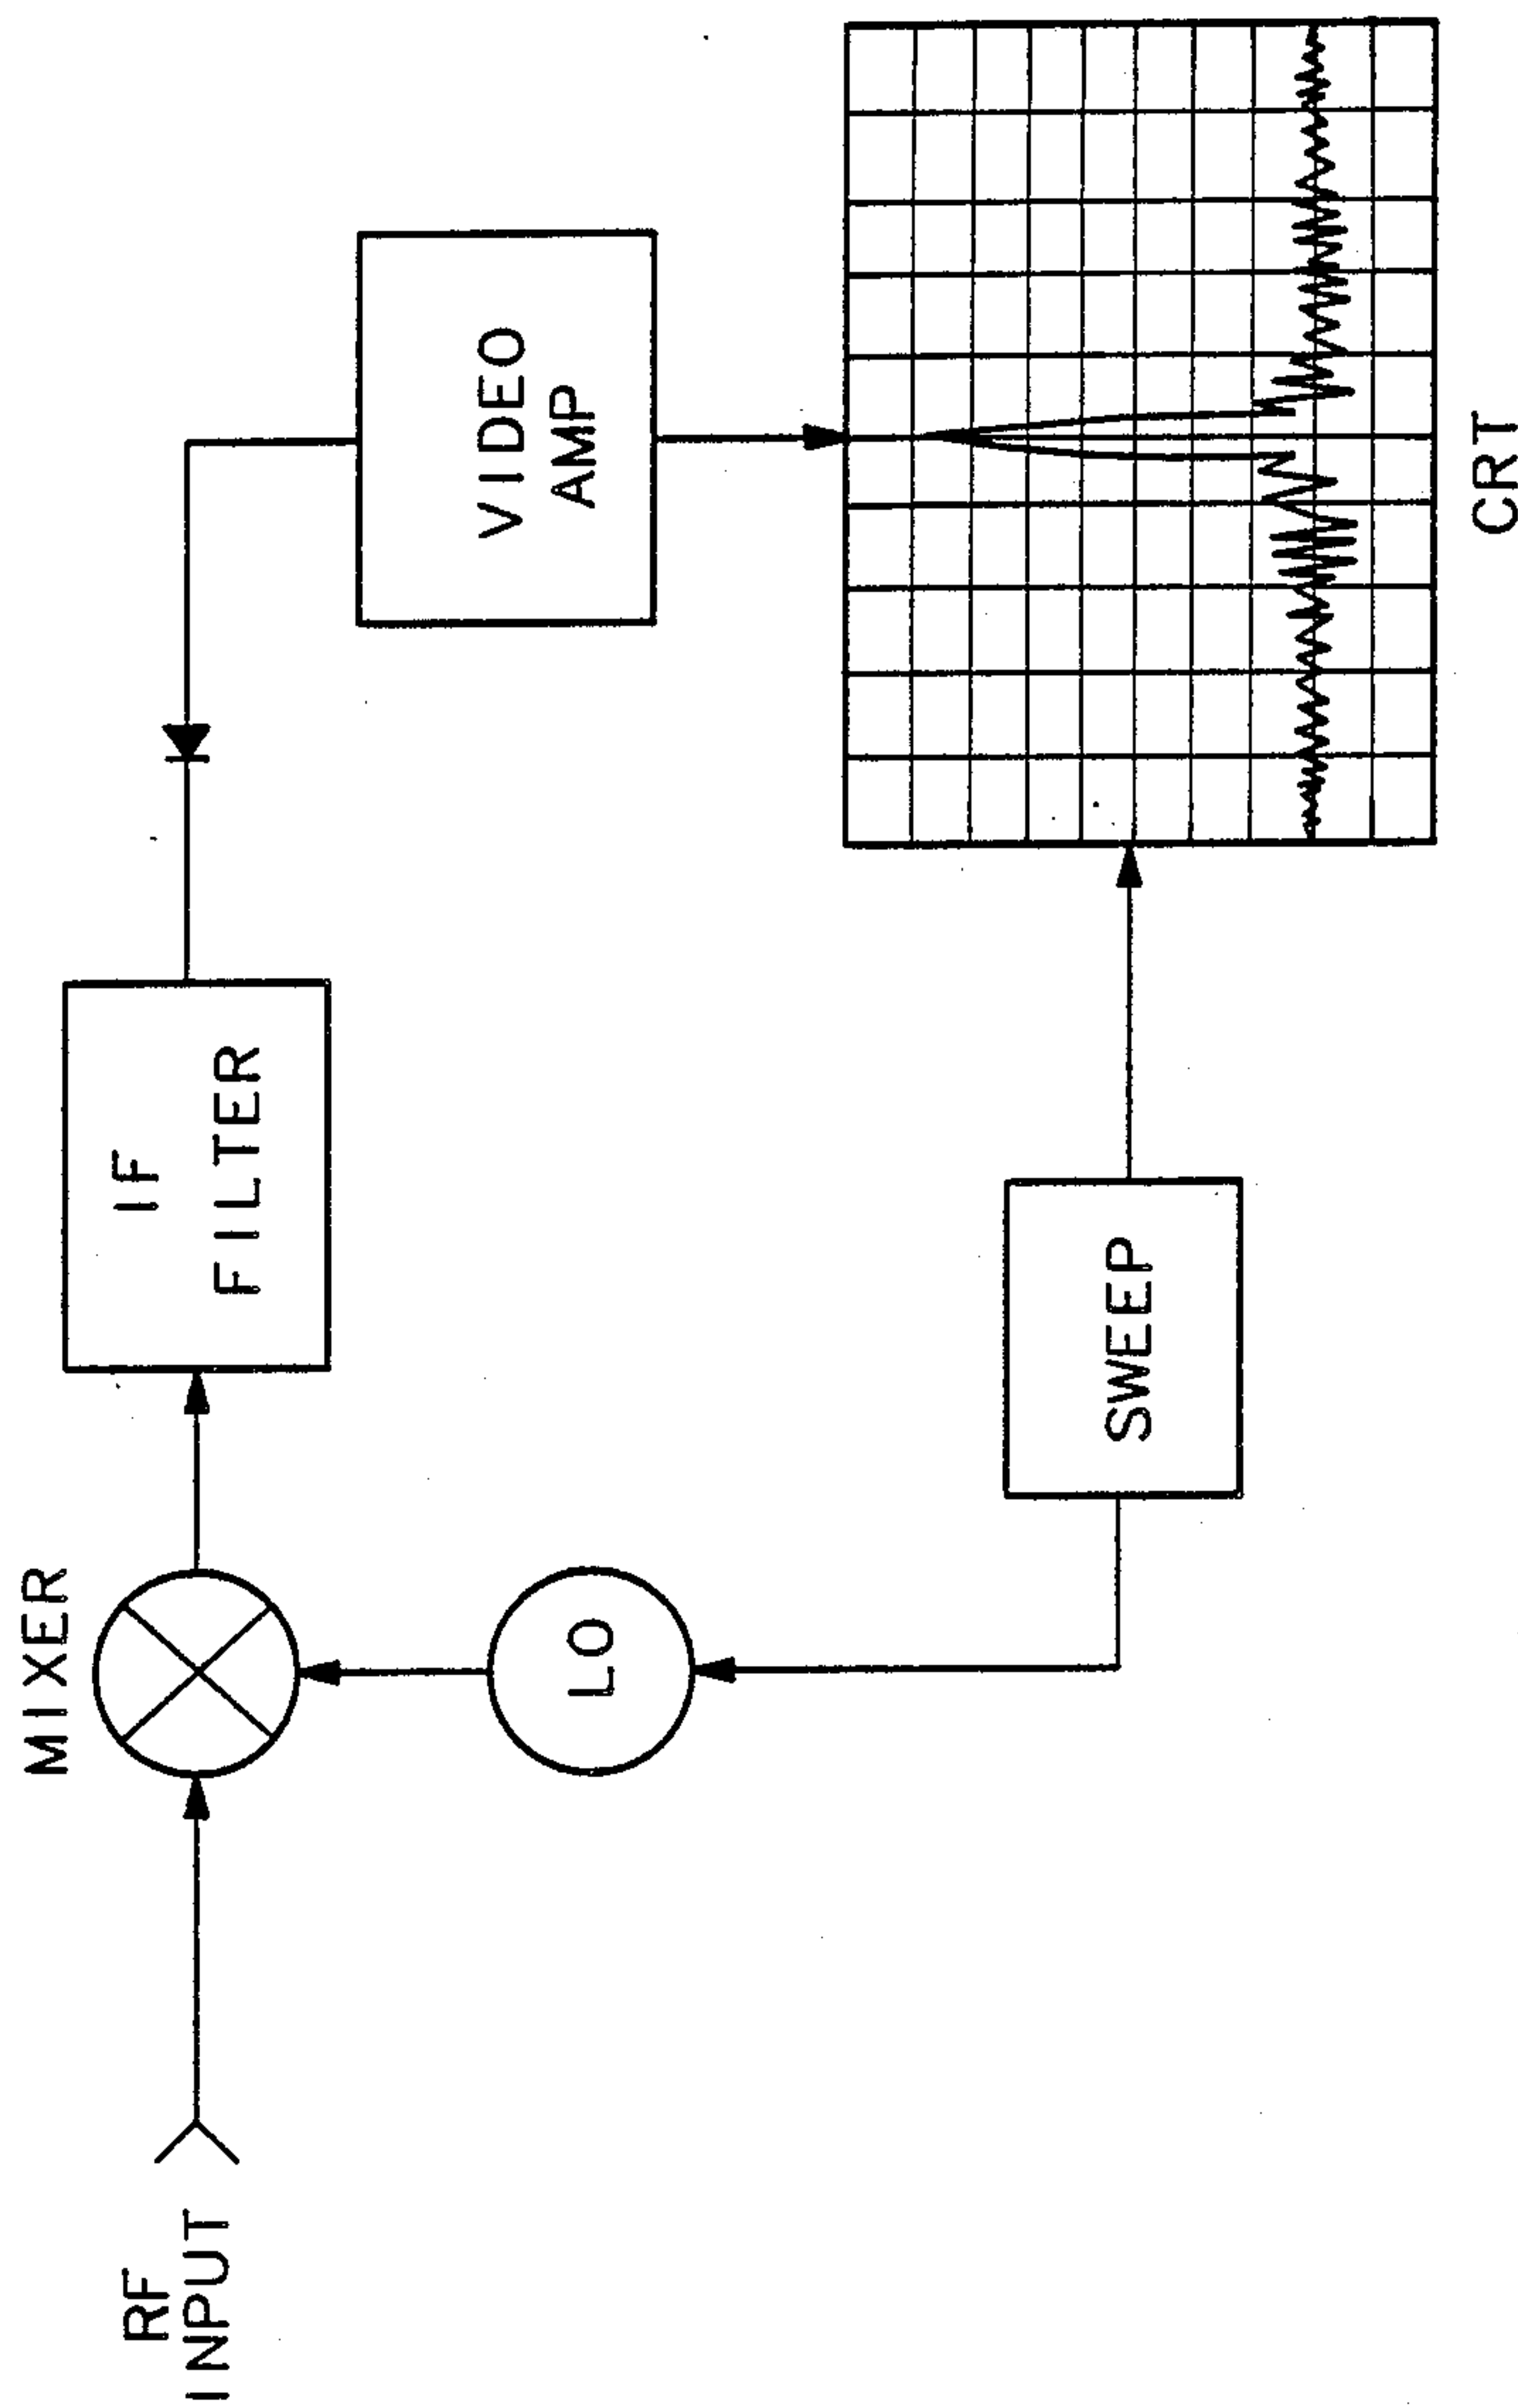 MIXER
RF
INPUT
IF
FILTER
VIDEO
AMP
LO
SWEEP
CRT